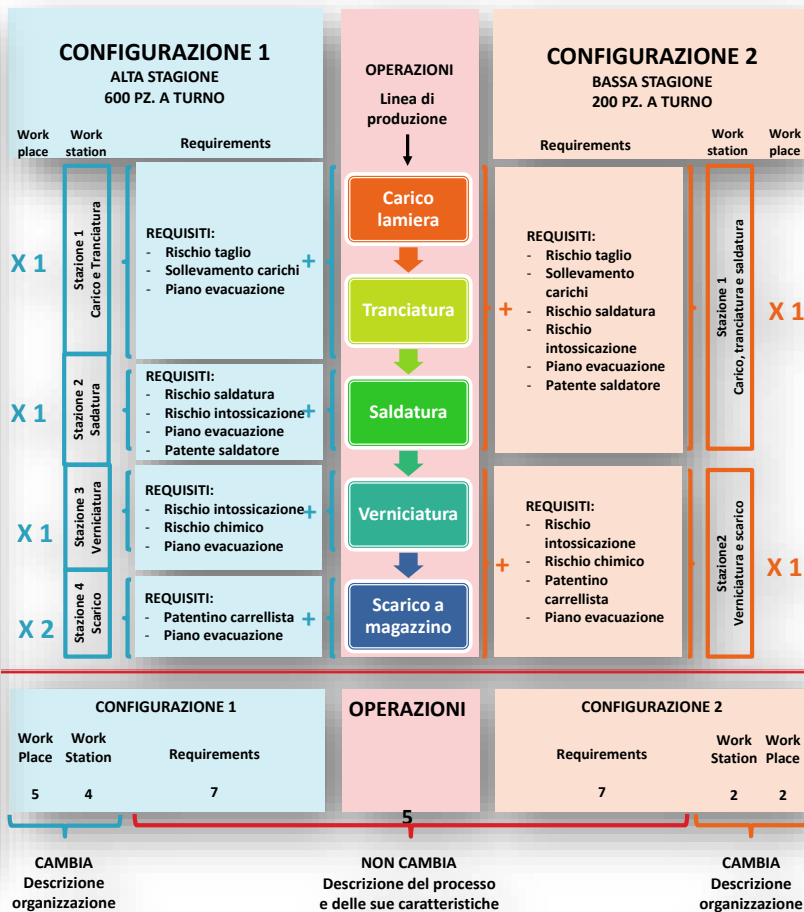 CONFIGURAZIONE 1
ALTA STAGIONE
600 PZ. A TURNO
Work
place
Work
station
Requirements
OPERAZIONI
Linea di
produzione
CONFIGURAZIONE 2
BASSA STAGIONE
200 PZ. A TURNO
Requirements
Work
station
Work
place
X 1
Stazione 1
Carico e Tranciatura
REQUISITI:
- Rischio taglio
- Sollevamento carichi
- Piano evacuazione
+
X 1
Stazione 2
Sadatura
REQUISITI:
- Rischio saldatura
- Rischio intossicazione
- Piano evacuazione
- Patente saldatore
+
X 1
Stazione 3
Verniciatura
REQUISITI:
- Rischio intossicazione
- Rischio chimico
- Piano evacuazione
+
X 2
Stazione 4
Scarico
REQUISITI:
- Patentino carrellista
- Piano evacuazione
+
Carico
lamiera
Tranciatura
Saldatura
Verniciatura
Scarico a
magazzino
+
REQUISITI:
- Rischio taglio
- Sollevamento
carichi
- Rischio saldatura
- Rischio
intossicazione
- Piano evacuazione
- Patente saldatore
Stazione 1
Carico, tranciatura e saldatura
X 1
+
REQUISITI:
- Rischio
intossicazione
- Rischio chimico
- Patentino
carrellista
- Piano evacuazione
Stazione2
Verniciatura e scarico
X 1
CONFIGURAZIONE 1
Work
Place
Work
Station
Requirements
5
4
7
OPERAZIONI
5
CONFIGURAZIONE 2
Requirements
Work
Station
Work
Place
7
2
2
CAMBIA
Descrizione
organizzazione
NON CAMBIA
Descrizione del processo
e delle sue caratteristiche
CAMBIA
Descrizione
organizzazione